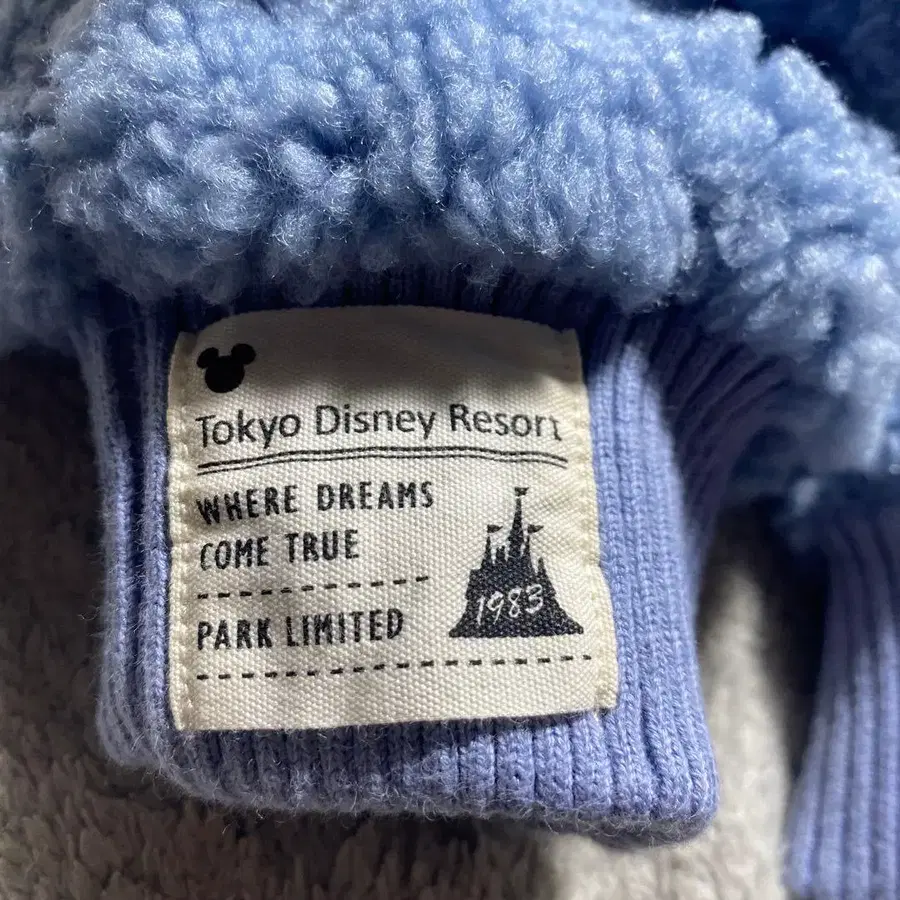 Tokyo Disney Resort
WHERE DREAMS
COME TRUE
PARK LIMITED
1983